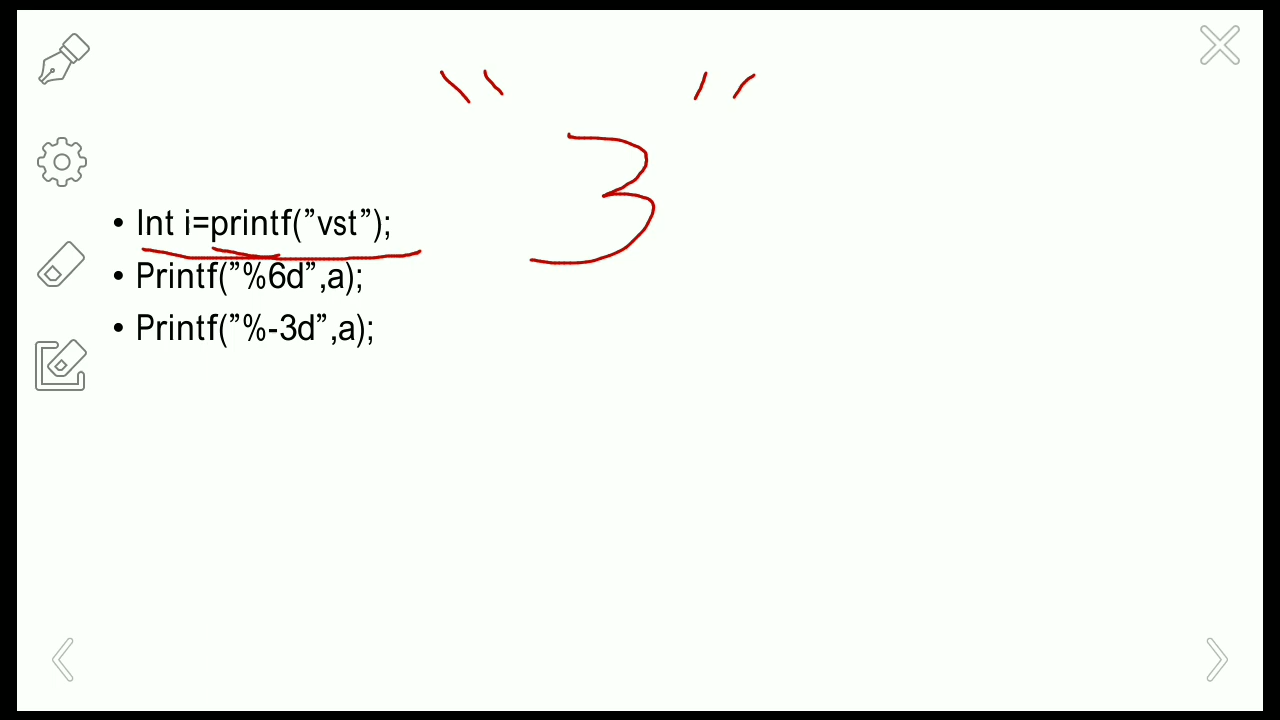 “ 3 ”
• Int i=printf(”vst”);
• Printf(”%6d”,a);
• Printf(”%-3d”,a);